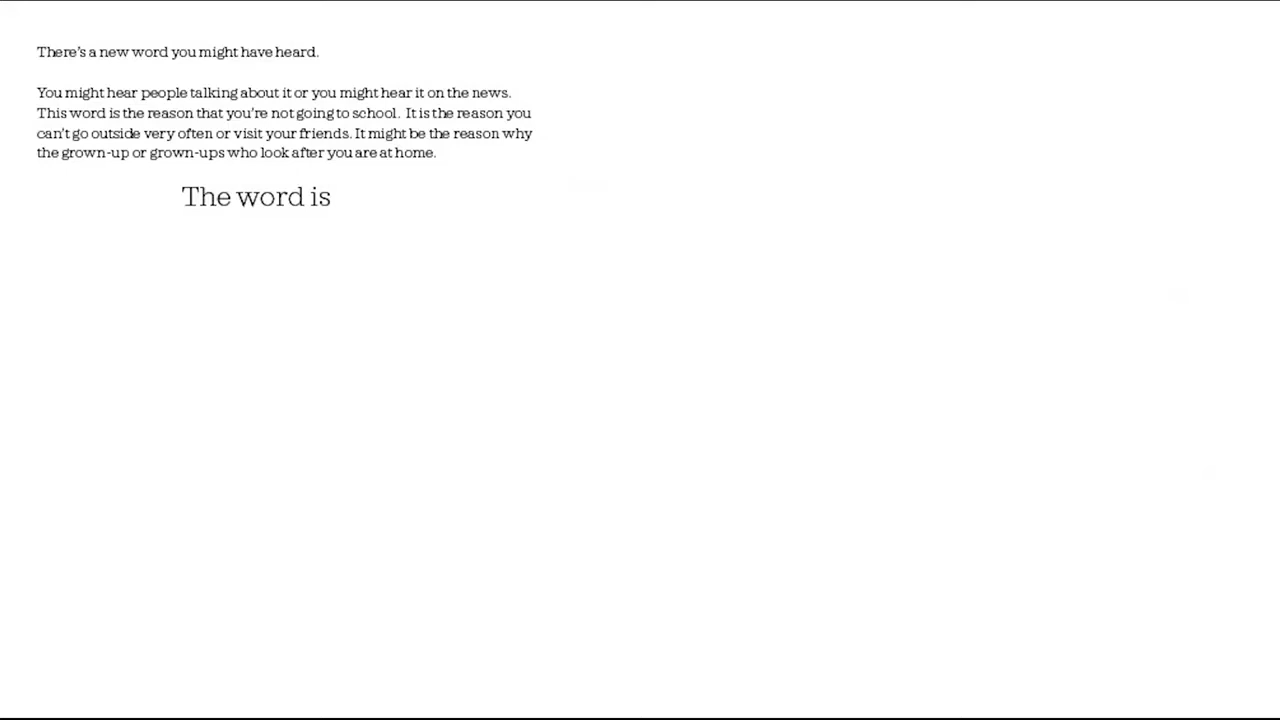 There's a new word you might have heard.
You might hear people talking about it or you might hear it on the news.
This word is the reason that you're not going to school. It is the reason you
can't go outside very often or visit your friends. It might be the reason why
the grown-up or grown-ups who look after you are at home.
The word is